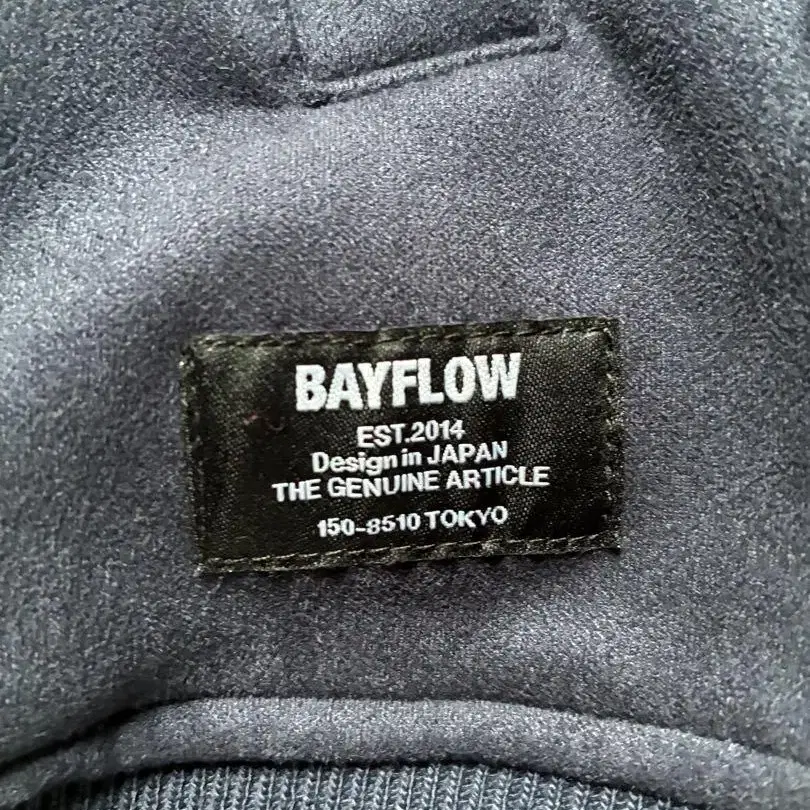 BAYFLOW
EST.2014
Design in JAPAN
THE GENUINE ARTICLE
150-8510 TOKYO